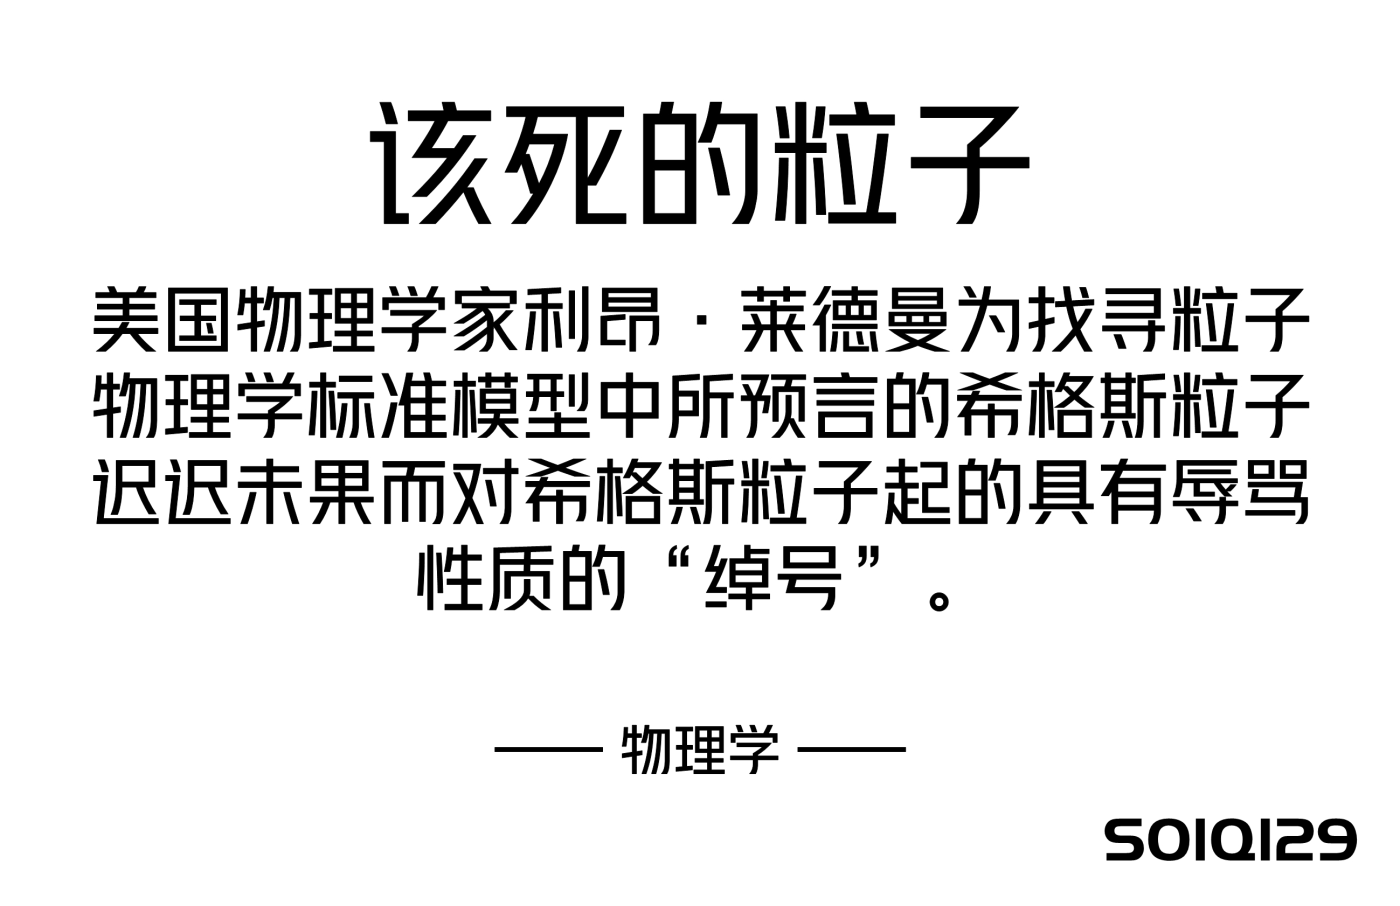 该死的粒子
美国物理学家利昂·莱德曼为找寻粒子
物理学标准模型中所预言的希格斯粒子
迟迟未果而对希格斯粒子起的具有辱骂
性质的“绰号”。
—— 物理学 ——
S01Q129